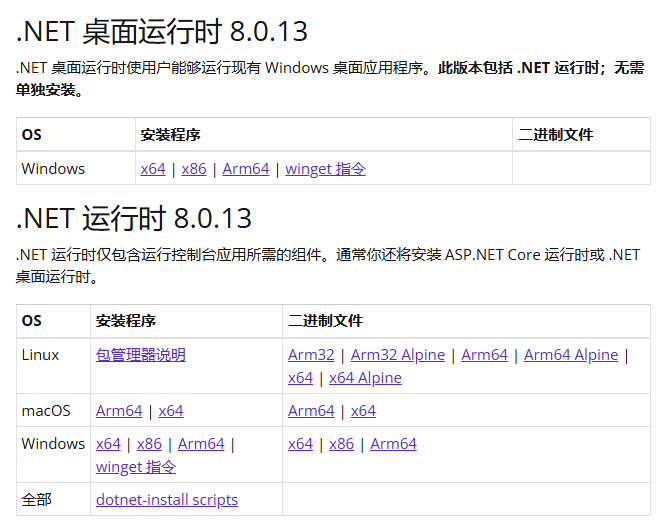 .NET 桌面运行时 8.0.13
.NET 桌面运行时使用户能够运行现有 Windows 桌面应用程序。此版本包括 .NET 运行时；无需
单独安装。
OS 安装程序 二进制文件
Windows x64 | x86 | Arm64 | winget 指令
.NET 运行时 8.0.13
.NET 运行时仅包含运行控制台应用所需的组件。通常你还将安装 ASP.NET Core 运行时或 .NET
桌面运行时。
OS 安装程序 二进制文件
Linux 包管理器说明 Arm32 | Arm32 Alpine | Arm64 | Arm64 Alpine |
x64 | x64 Alpine
macOS Arm64 | x64 Arm64 | x64
Windows x64 | x86 | Arm64 | x64 | x86 | Arm64
winget 指令
全部 dotnet-install scripts